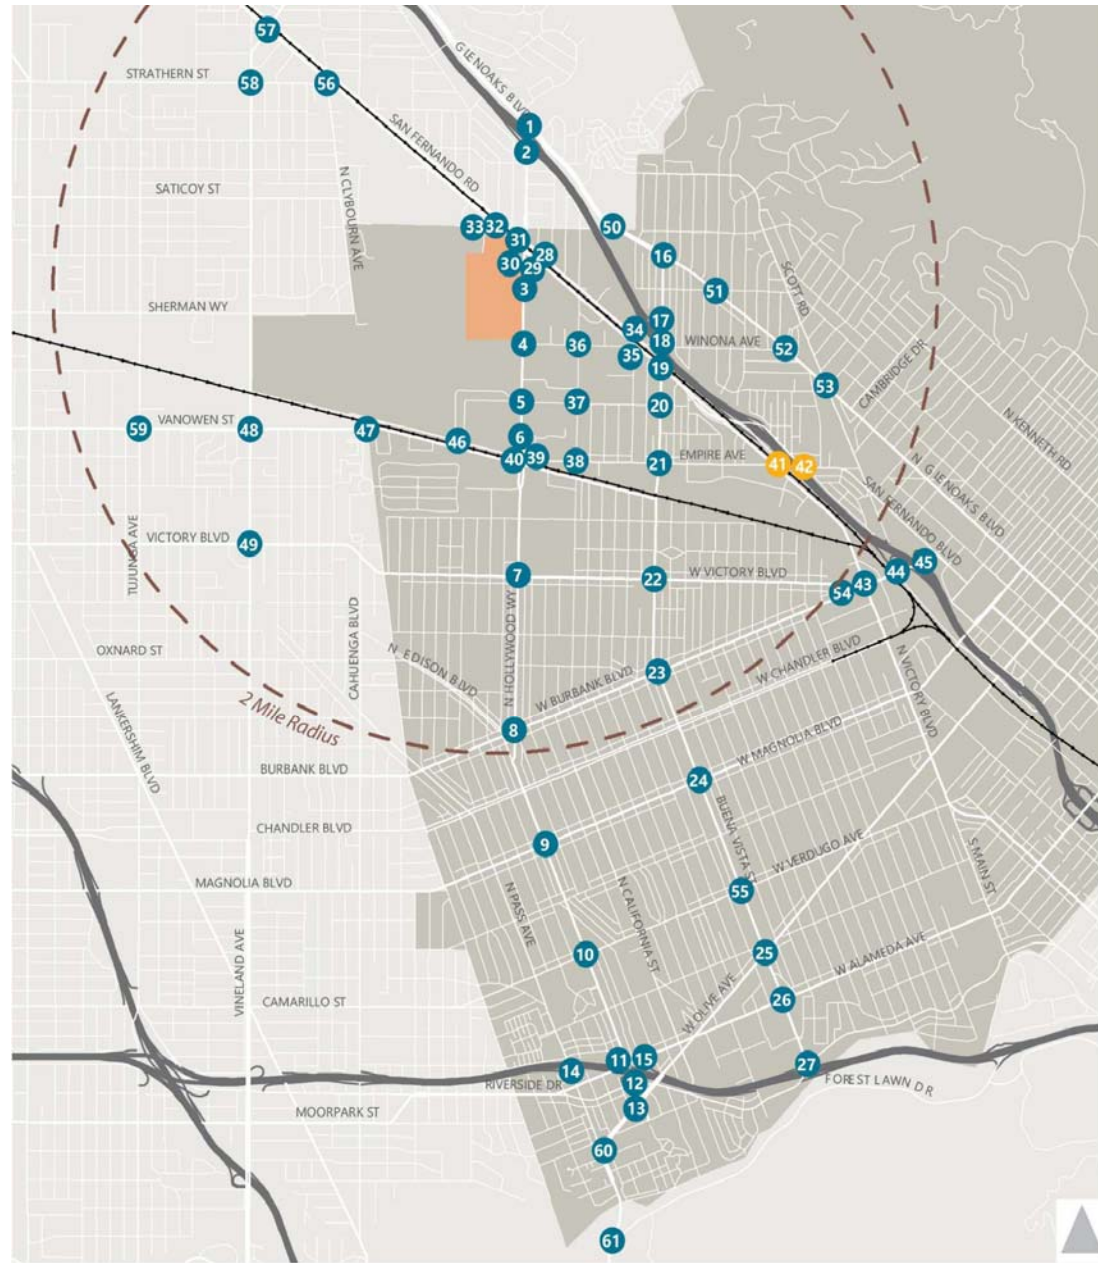 57
GLENOAKS BLVD
STRATHERN ST
58
56
1
SAN FERNANDO RD
2
N CLYBOURN AVE
SATICOY ST
33
32
50
31
28
16
30
29
SCOTT RD
3
51
SHERMAN WY
17
34
4
36
18
WINONA AVE
52
35
19
CAMBRIDGE DR
53
5
37
20
N KENNETH RD
59
VANOWEN ST
48
47
6
46
40
39
38
21
EMPIRE AVE
41
42
N GLENOAKS BLVD
SAN FERNANDO BLVD
TUJUNGA AVE
VICTORY BLVD
49
45
44
7
22
W VICTORY BLVD
43
54
CAHUENGA BLVD
N HOLLYWOOD WY
OXNARD ST
N EDISON BLVD
W BURBANK BLVD
23
W CHANDLER BLVD
N VICTORY BLVD
2 Mile Radius
LANKERSHIM BLVD
8
W MAGNOLIA BLVD
BURBANK BLVD
24
CHANDLER BLVD
BUENA VISTA ST
9
W VERDUGO AVE
S MAIN ST
MAGNOLIA BLVD
55
N PASS AVE
N CALIFORNIA ST
VINELAND AVE
10
25
W ALAMEDA AVE
CAMARILLO ST
W OLIVE AVE
26
11
15
14
27
RIVERSIDE DR
12
FOREST LAWN DR
MOORPARK ST
13
60
61